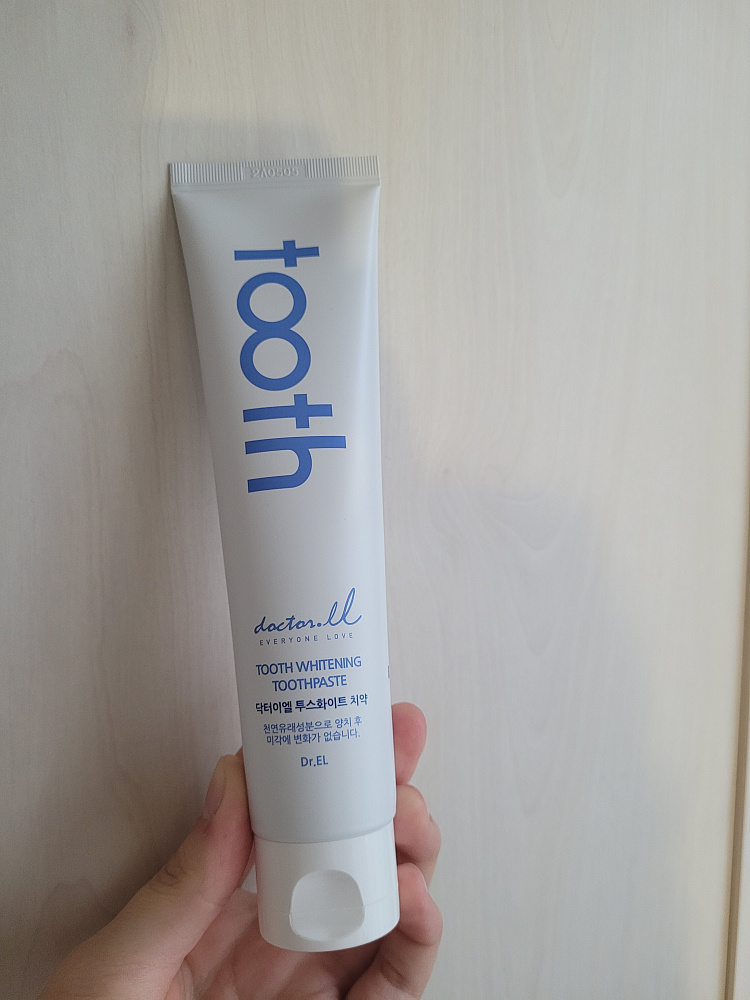 tooth
doctor.ll
EVERYONE LOVE
TOOTH WHITENING
TOOTHPASTE
닥터이엘 투스화이트 치약
천연유래성분으로 양치 후
미각에 변화가 없습니다.
Dr.EL